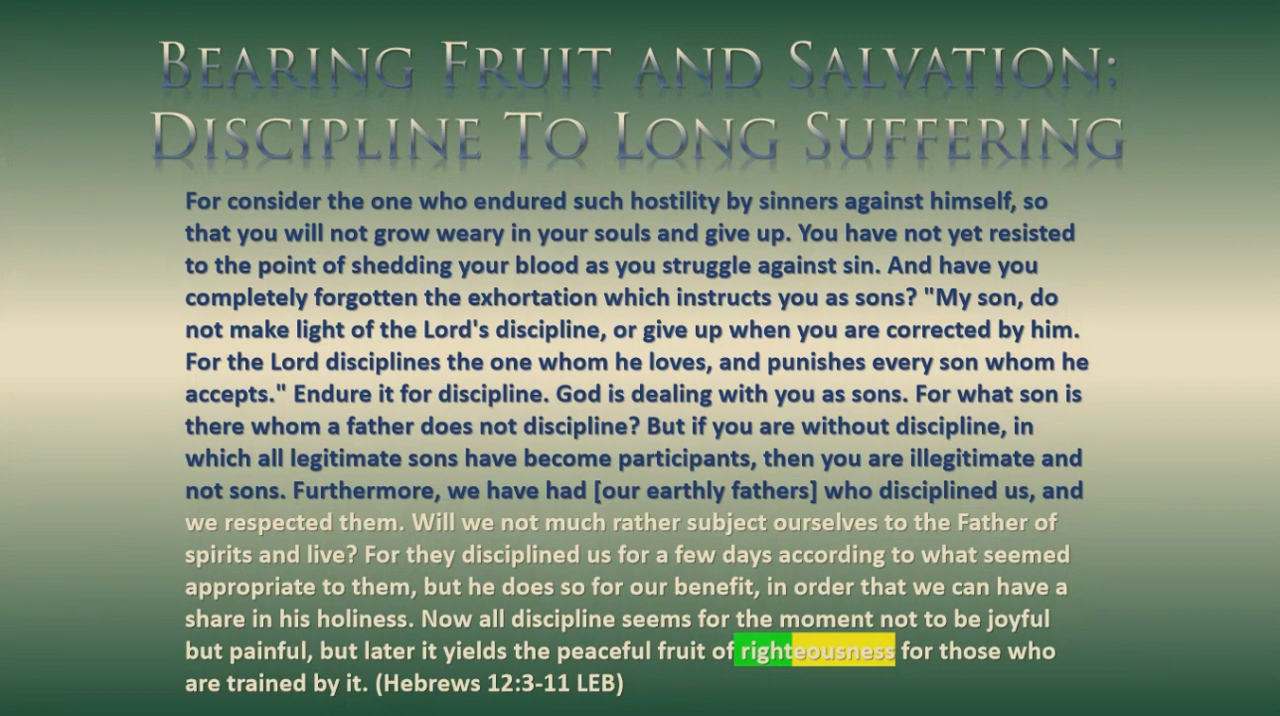 Bearing Fruit and Salvation:
Discipline To Long Suffering
For consider the one who endured such hostility by sinners against himself, so
that you will not grow weary in your souls and give up. You have not yet resisted
to the point of shedding your blood as you struggle against sin. And have you
completely forgotten the exhortation which instructs you as sons? "My son, do
not make light of the Lord's discipline, or give up when you are corrected by him.
For the Lord disciplines the one whom he loves, and punishes every son whom he
accepts." Endure it for discipline. God is dealing with you as sons. For what son is
there whom a father does not discipline? But if you are without discipline, in
which all legitimate sons have become participants, then you are illegitimate and
not sons. Furthermore, we have had [our earthly fathers] who disciplined us, and
we respected them. Will we not much rather subject ourselves to the Father of
spirits and live? For they disciplined us for a few days according to what seemed
appropriate to them, but he does so for our benefit, in order that we can have a
share in his holiness. Now all discipline seems for the moment not to be joyful
but painful, but later it yields the peaceful fruit of righteousness for those who
are trained by it. (Hebrews 12:3-11 LEB)